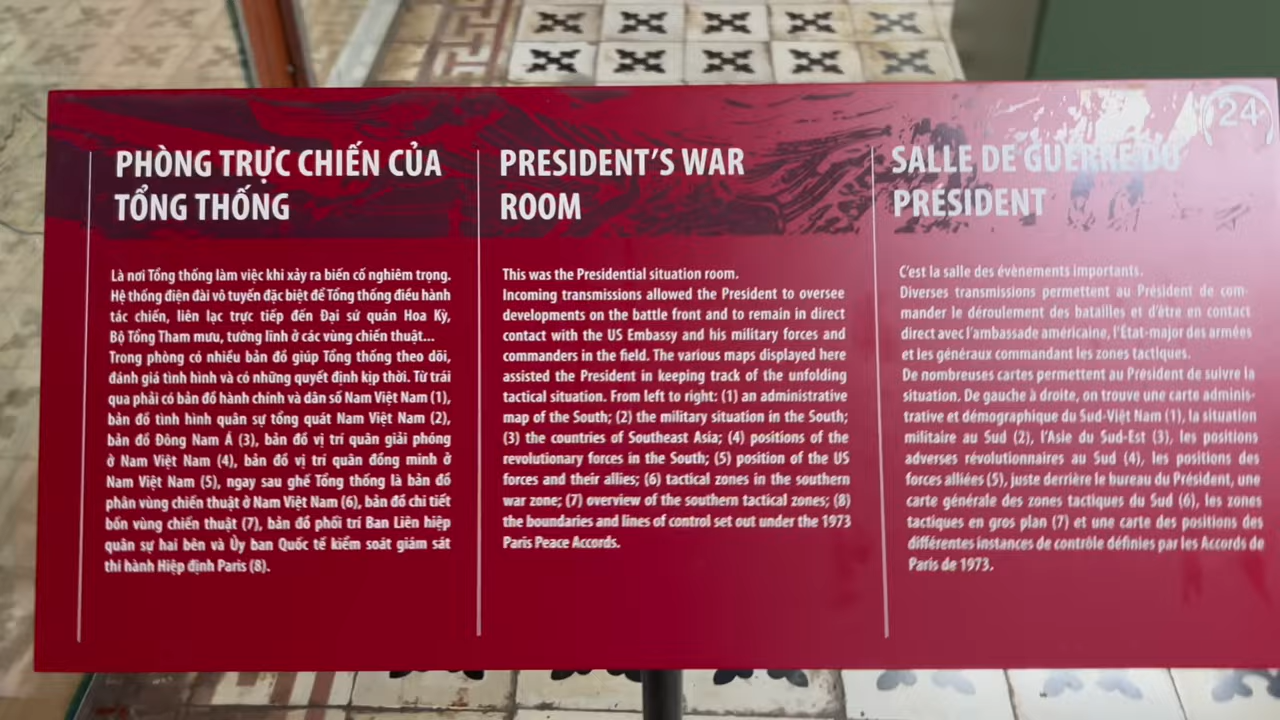 24
PHÒNG TRỰC CHIẾN CỦA
TỔNG THỐNG
Là nơi Tổng thống làm việc khi xảy ra biến cố nghiêm trọng.
Hệ thống điện đài vô tuyến đặc biệt để Tổng thống điều hành
tác chiến, liên lạc trực tiếp đến Đại sứ quán Hoa Kỳ,
Bộ Tổng Tham mưu, tướng lĩnh ở các vùng chiến thuật...
Trong phòng có nhiều bản đồ giúp Tổng thống theo dõi,
đánh giá tình hình và có những quyết định kịp thời. Từ trái
qua phải có bản đồ hành chính và dân số Nam Việt Nam (1),
bản đồ tình hình quân sự tổng quát Nam Việt Nam (2),
bản đồ Đông Nam Á (3), bản đồ vị trí quân giải phóng
ở Nam Việt Nam (4), bản đồ vị trí quân đồng minh ở
Nam Việt Nam (5), ngay sau ghế Tổng thống là bản đồ
phân vùng chiến thuật ở Nam Việt Nam (6), bản đồ chi tiết
bốn vùng chiến thuật (7), bản đồ phối trí Ban Liên hiệp
quân sự hai bên và Ủy ban Quốc tế kiểm soát giám sát
thi hành Hiệp định Paris (8).
PRESIDENT'S WAR
ROOM
This was the Presidential situation room.
Incoming transmissions allowed the President to oversee
developments on the battle front and to remain in direct
contact with the US Embassy and his military forces and
commanders in the field. The various maps displayed here
assisted the President in keeping track of the unfolding
tactical situation. From left to right: (1) an administrative
map of the South; (2) the military situation in the South;
(3) the countries of Southeast Asia; (4) positions of the
revolutionary forces in the South; (5) position of the US
forces and their allies; (6) tactical zones in the southern
war zone; (7) overview of the southern tactical zones; (8)
the boundaries and lines of control set out under the 1973
Paris Peace Accords.
SALLE DE GUERRE DU
PRÉSIDENT
C'est la salle des évènements importants.
Diverses transmissions permettent au Président de com-
mander le déroulement des batailles et d'être en contact
direct avec l'ambassade américaine, l'État-major des armées
et les généraux commandant les zones tactiques.
De nombreuses cartes permettent au Président de suivre la
situation. De gauche à droite, on trouve une carte adminis-
trative et démographique du Sud-Việt Nam (1), la situation
militaire au Sud (2), l'Asie du Sud-Est (3), les positions
adverses révolutionnaires au Sud (4), les positions des
forces alliées (5), juste derrière le bureau du Président, une
carte générale des zones tactiques du Sud (6), les zones
tactiques en gros plan (7) et une carte des positions des
différentes instances de contrôle définies par les Accords de
Paris de 1973.